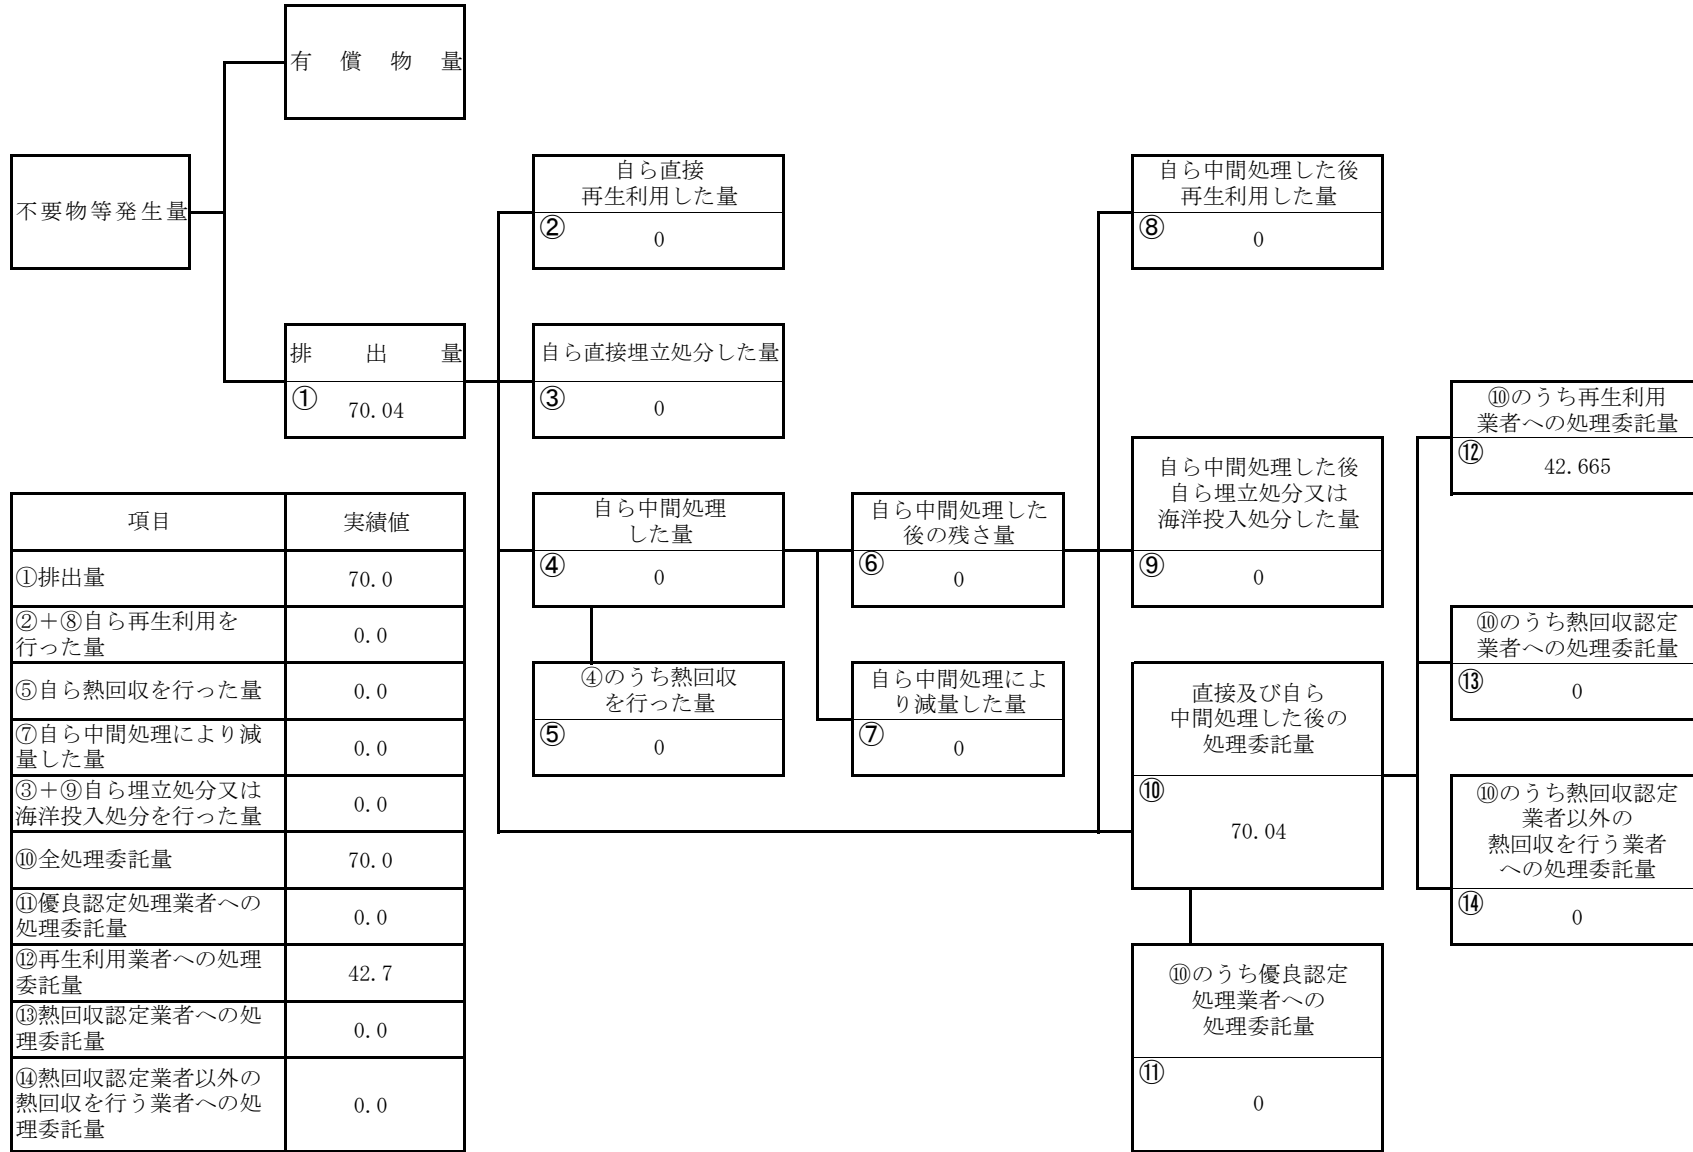 有償物量
不要物等発生量
排出量
①
70.04
自ら直接
再生利用した量
②
0
自ら直接埋立処分した量
③
0
自ら中間処理
した量
④
0
④のうち熱回収
を行った量
⑤
0
自ら中間処理した
後の残さ量
⑥
0
自ら中間処理によ
り減量した量
⑦
0
自ら中間処理した後
再生利用した量
⑧
0
自ら中間処理した後
自ら埋立処分又は
海洋投入処分した量
⑨
0
直接及び自ら
中間処理した後の
処理委託量
⑩
70.04
⑩のうち優良認定
処理業者への
処理委託量
⑪
0
⑩のうち再生利用
業者への処理委託量
⑫
42.665
⑩のうち熱回収認定
業者への処理委託量
⑬
0
⑩のうち熱回収認定
業者以外の
熱回収を行う業者
への処理委託量
⑭
0
項目 実績値
①排出量 70.0
②+⑧自ら再生利用を
行った量 0.0
⑤自ら熱回収を行った量 0.0
⑦自ら中間処理により減
量した量 0.0
③+⑨自ら埋立処分又は
海洋投入処分を行った量 0.0
⑩全処理委託量 70.0
⑪優良認定処理業者への
処理委託量 0.0
⑫再生利用業者への処理
委託量 42.7
⑬熱回収認定業者への処
理委託量 0.0
⑭熱回収認定業者以外の
熱回収を行う業者への処
理委託量 0.0